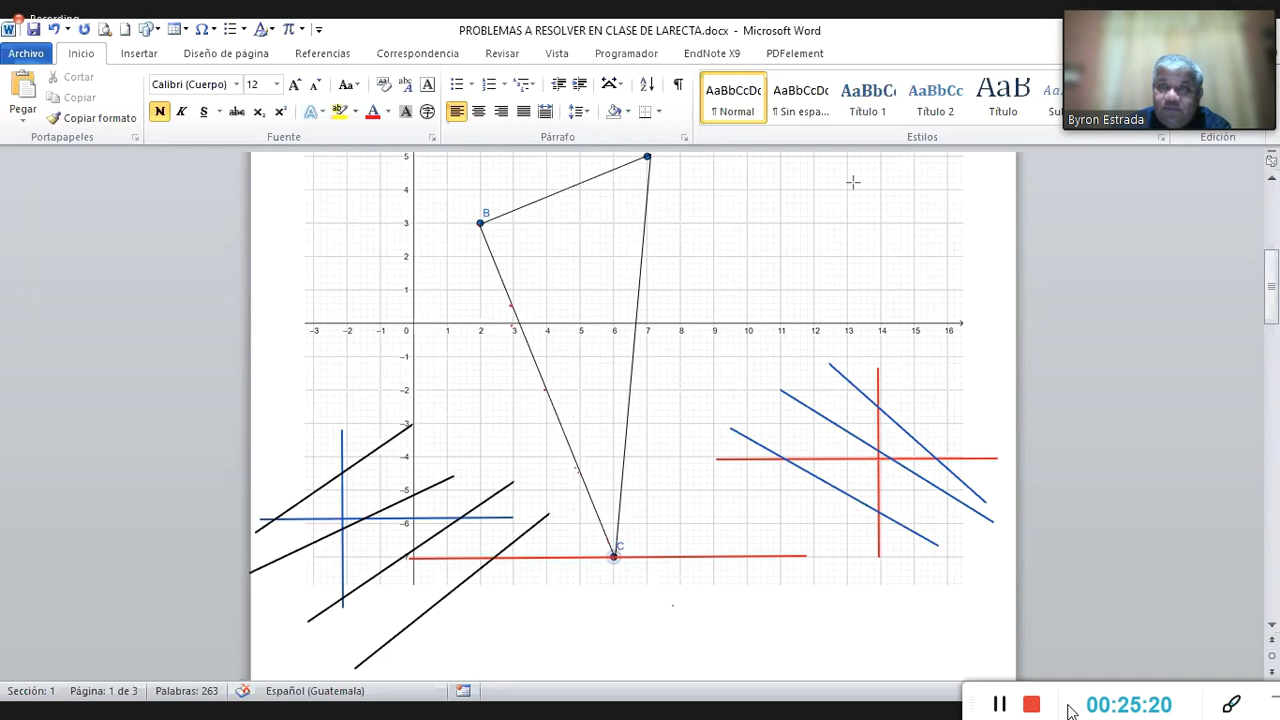 Recording
PROBLEMAS A RESOLVER EN CLASE DE LARECTA.docx - Microsoft Word
Archivo Inicio Insertar Diseño de página Referencias Correspondencia Revisar Vista Programador EndNote X9 PDFelement
Cortar
Copiar
Copiar formato
Pegar
Calibri (Cuerpo) 12
N K S abc x₂ x²
AaBbCcDc AaBbCcDc AaBbCc AaBbCc AaB
¶ Normal ¶ Sin espa... Título 1 Título 2 Título
Portapapeles Fuente Párrafo Estilos Edición
Byron Estrada
5
4
B
3
2
1
−3 −2 −1 0 1 2 3 4 5 6 7 8 9 10 11 12 13 14 15 16
−1
−2
−3
−4
−5
−6
C
Sección: 1 Página: 1 de 3 Palabras: 263 Español (Guatemala)
00:25:20